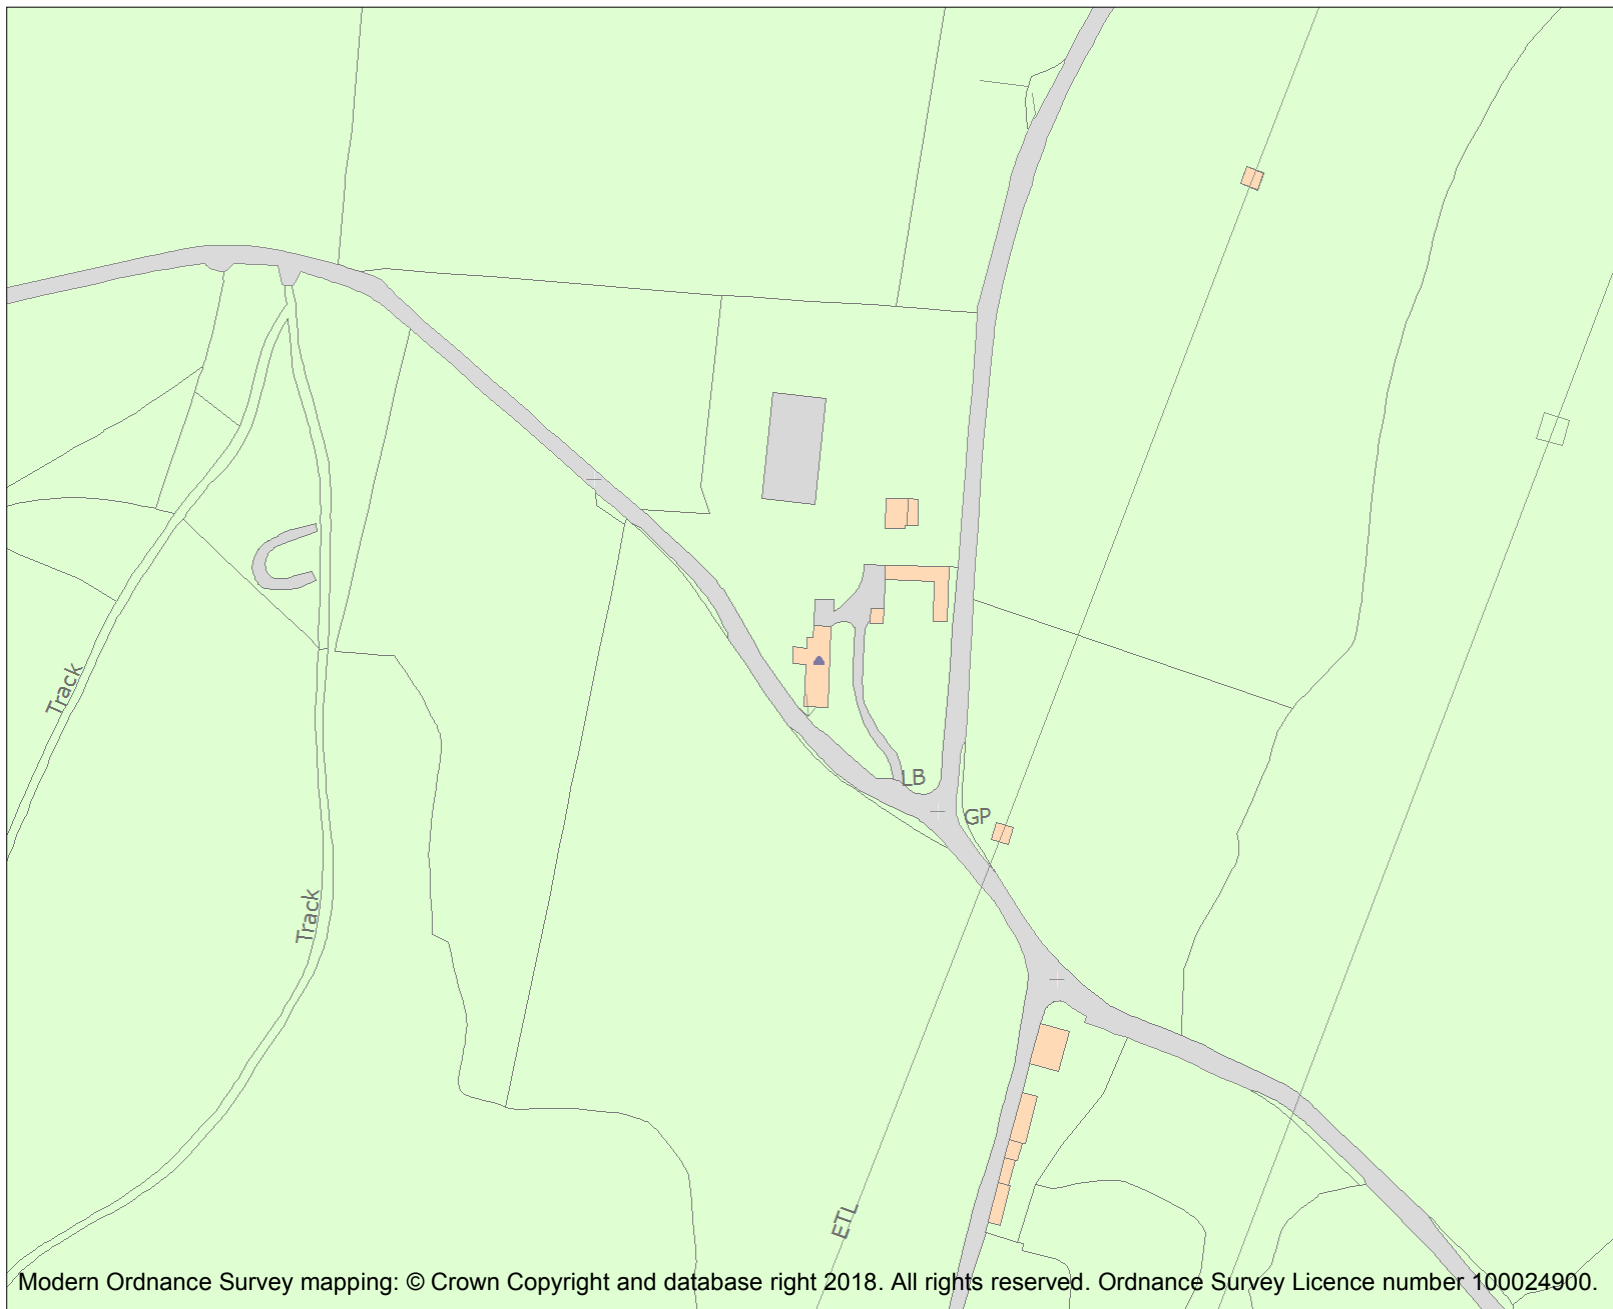 Track
LB
GP
Track
ETL
Modern Ordnance Survey mapping: © Crown Copyright and database right 2018. All rights reserved. Ordnance Survey Licence number 100024900.